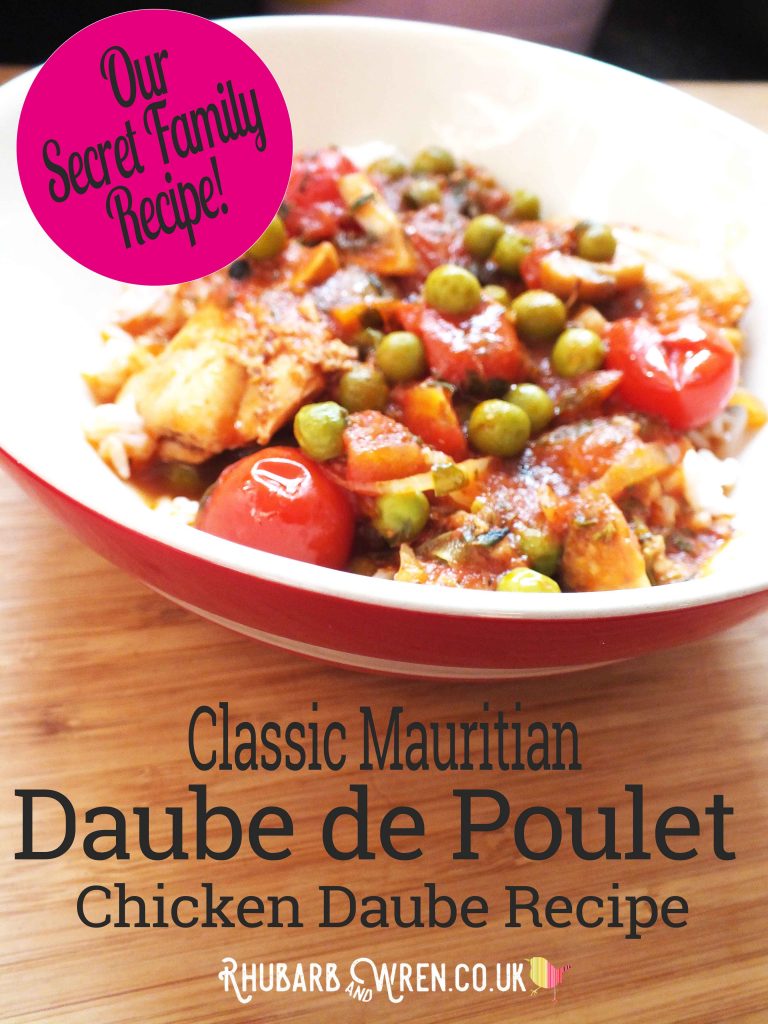 Our
Secret Family
Recipe!
Classic Mauritian
Daube de Poulet
Chicken Daube Recipe
RHUBARB AND WREN.CO.UK